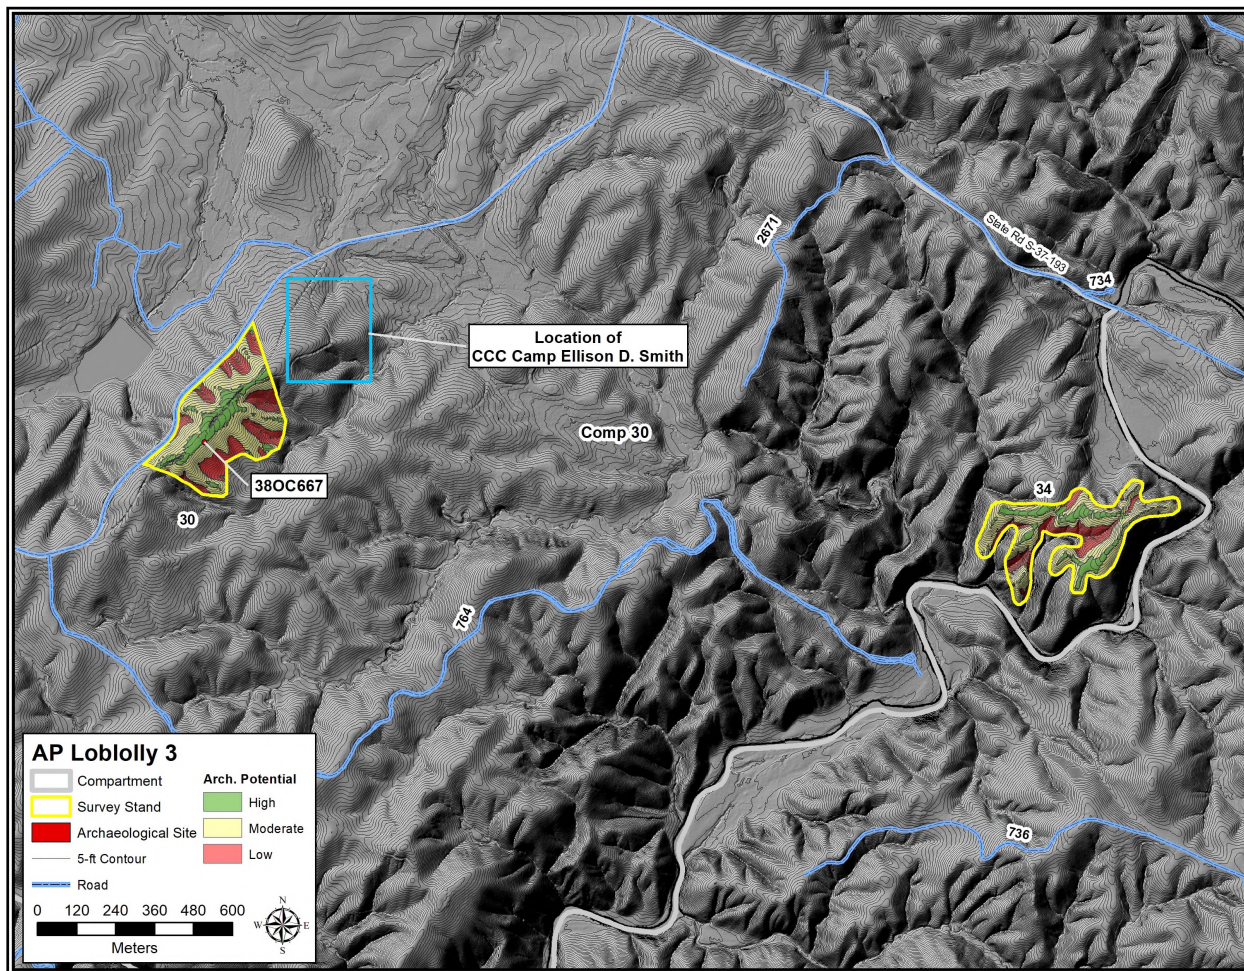 2671
State Rd S-37-193
734
Location of
CCC Camp Ellison D. Smith
Comp 30
38OC667
30
34
764
736
AP Loblolly 3
Compartment
Survey Stand
Archaeological Site
5-ft Contour
Road
Arch. Potential
High
Moderate
Low
0 120 240 360 480 600
Meters
N
W E
S